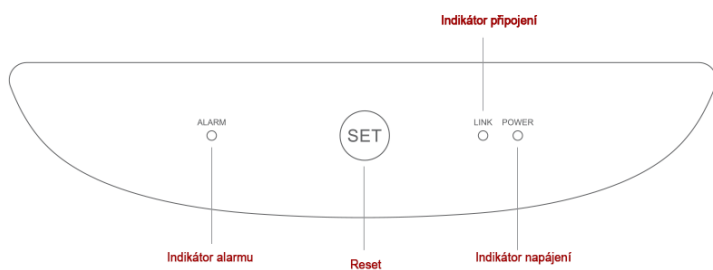 Indikátor připojení
ALARM
SET
LINK
POWER
Indikátor alarmu
Reset
Indikátor napájení